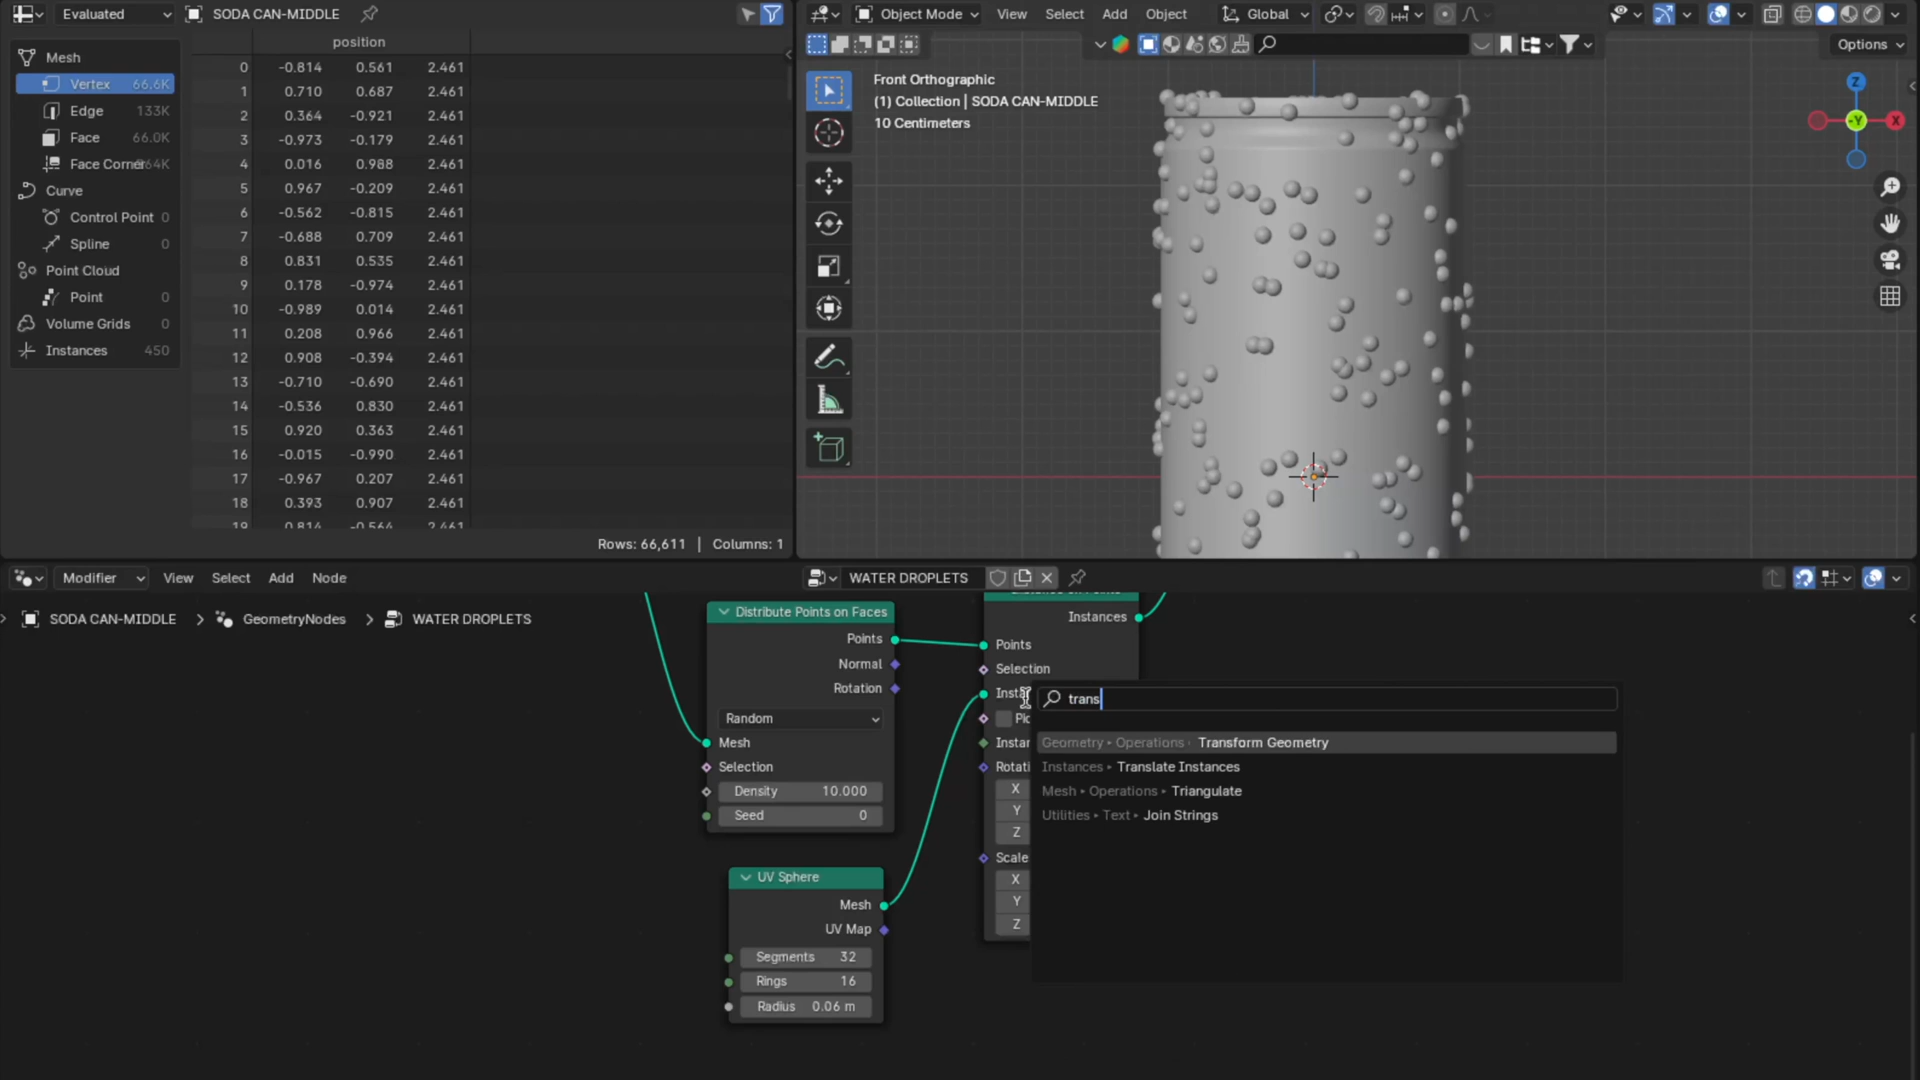 Evaluated SODA CAN-MIDDLE
Mesh
Vertex 66.6K
Edge 133K
Face 66.0K
Face Corner 64K
Curve
Control Point 0
Spline 0
Point Cloud
Point 0
Volume Grids 0
Instances 450
position
0 -0.814 0.561 2.461
1 0.710 0.687 2.461
2 0.364 -0.921 2.461
3 -0.973 -0.179 2.461
4 0.016 0.988 2.461
5 0.967 -0.209 2.461
6 -0.562 -0.815 2.461
7 -0.688 0.709 2.461
8 0.831 0.535 2.461
9 0.178 -0.974 2.461
10 -0.989 0.014 2.461
11 0.208 0.966 2.461
12 0.908 -0.394 2.461
13 -0.710 -0.690 2.461
14 -0.536 0.830 2.461
15 0.920 0.363 2.461
16 -0.015 -0.990 2.461
17 -0.967 0.207 2.461
18 0.393 0.907 2.461
19 0.814 -0.564 2.461
Rows: 66,611 | Columns: 1
Object Mode View Select Add Object Global
Options
Front Orthographic
(1) Collection | SODA CAN-MIDDLE
10 Centimeters
Z
-Y
X
Modifier View Select Add Node WATER DROPLETS
SODA CAN-MIDDLE > GeometryNodes > WATER DROPLETS
Distribute Points on Faces
Points
Normal
Rotation
Random
Mesh
Selection
Density 10.000
Seed 0
UV Sphere
Mesh
UV Map
Segments 32
Rings 16
Radius 0.06 m
Instances
Points
Selection
X
Y
Z
Scale
X
Y
Z
trans
Geometry ▸ Operations ▸ Transform Geometry
Instances ▸ Translate Instances
Mesh ▸ Operations ▸ Triangulate
Utilities ▸ Text ▸ Join Strings